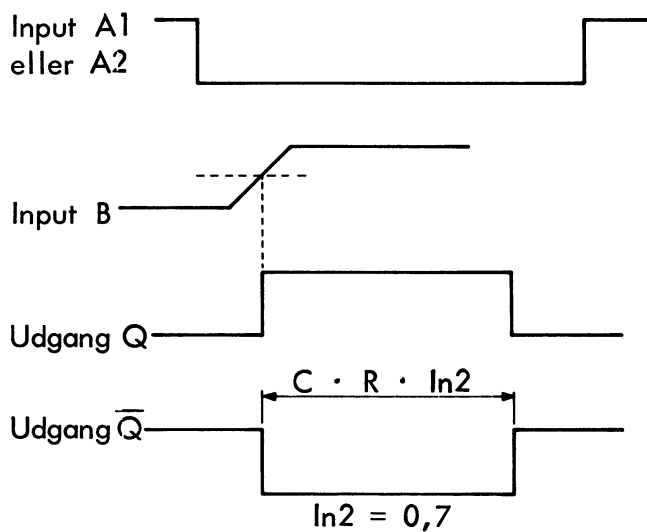 Input A1
eller A2
Input B
Udgang Q
C · R · ln2
Udgang Q̅
ln2 = 0,7